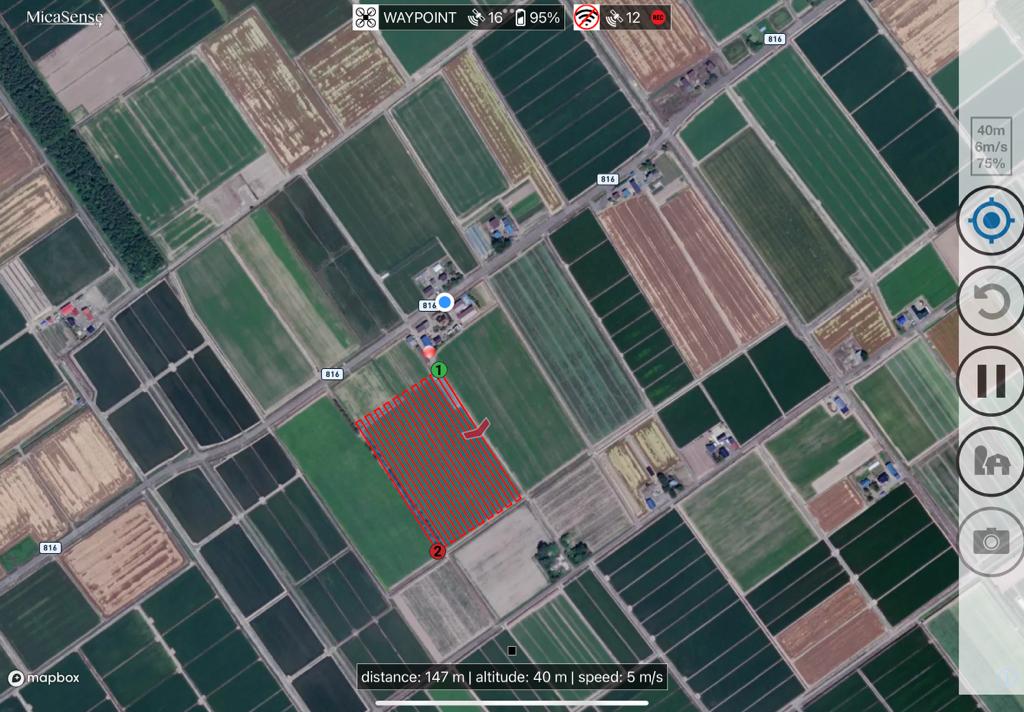 MicaSense
WAYPOINT 16 95% 12 REC
816
40m
6m/s
75%
816
816
1
816
816
2
distance: 147 m | altitude: 40 m | speed: 5 m/s
mapbox